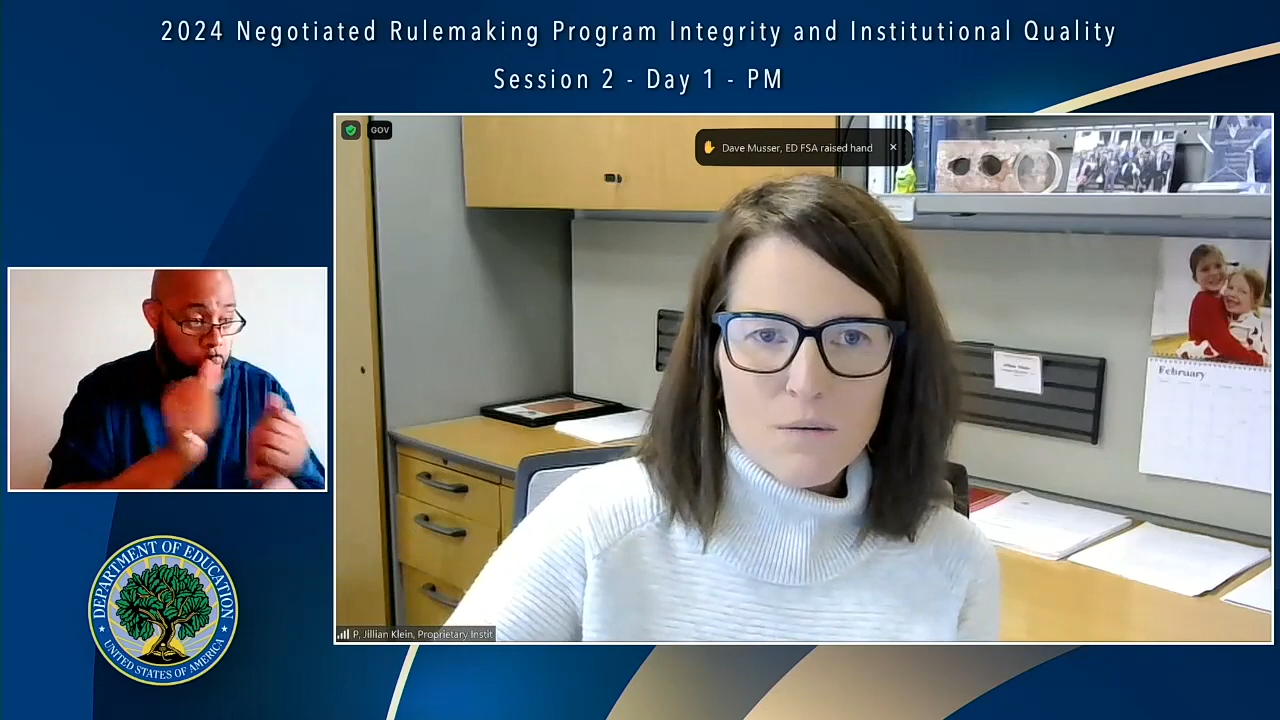 2024 Negotiated Rulemaking Program Integrity and Institutional Quality
Session 2 - Day 1 - PM
GOV
Dave Musser, ED FSA raised hand
February
P, Jillian Klein, Proprietary Instit
DEPARTMENT OF EDUCATION
UNITED STATES OF AMERICA